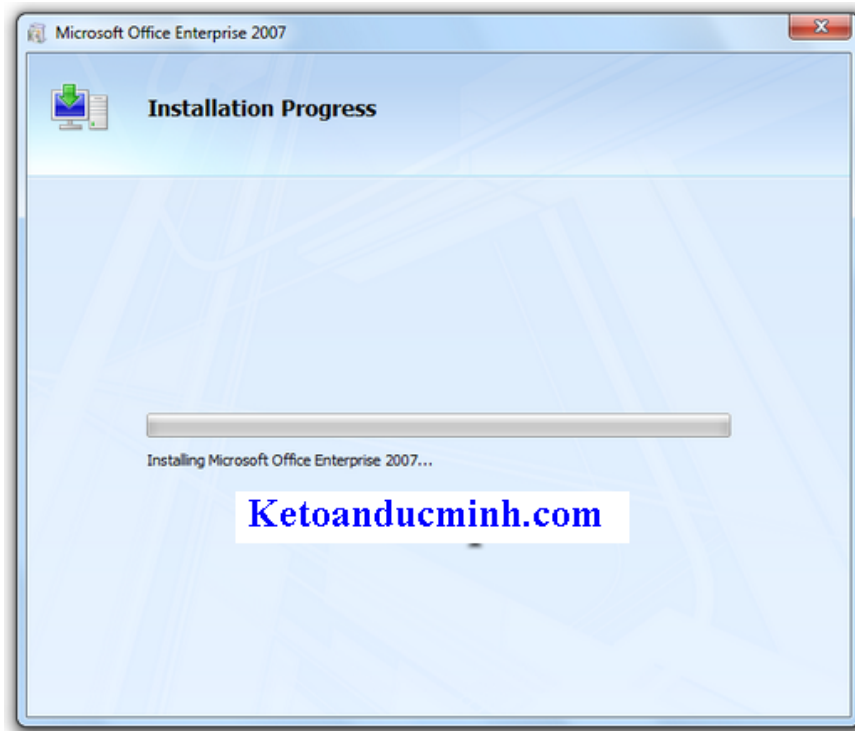 Microsoft Office Enterprise 2007
Installation Progress
Installing Microsoft Office Enterprise 2007...
Ketoanducminh.com